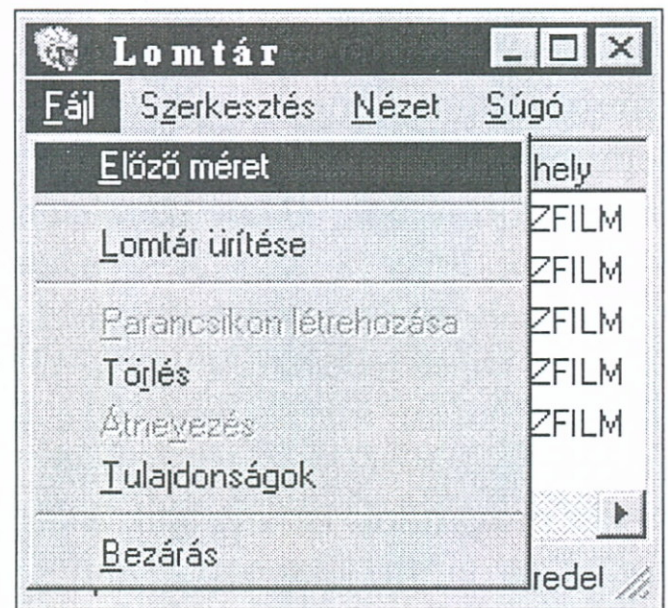 Lomtár
Fájl Szerkesztés Nézet Súgó
Előző méret
hely
Lomtár ürítése
ZFILM
ZFILM
Parancsikon létrehozása
ZFILM
Törlés
ZFILM
Átnevezés
ZFILM
Tulajdonságok
Bezárás
redel